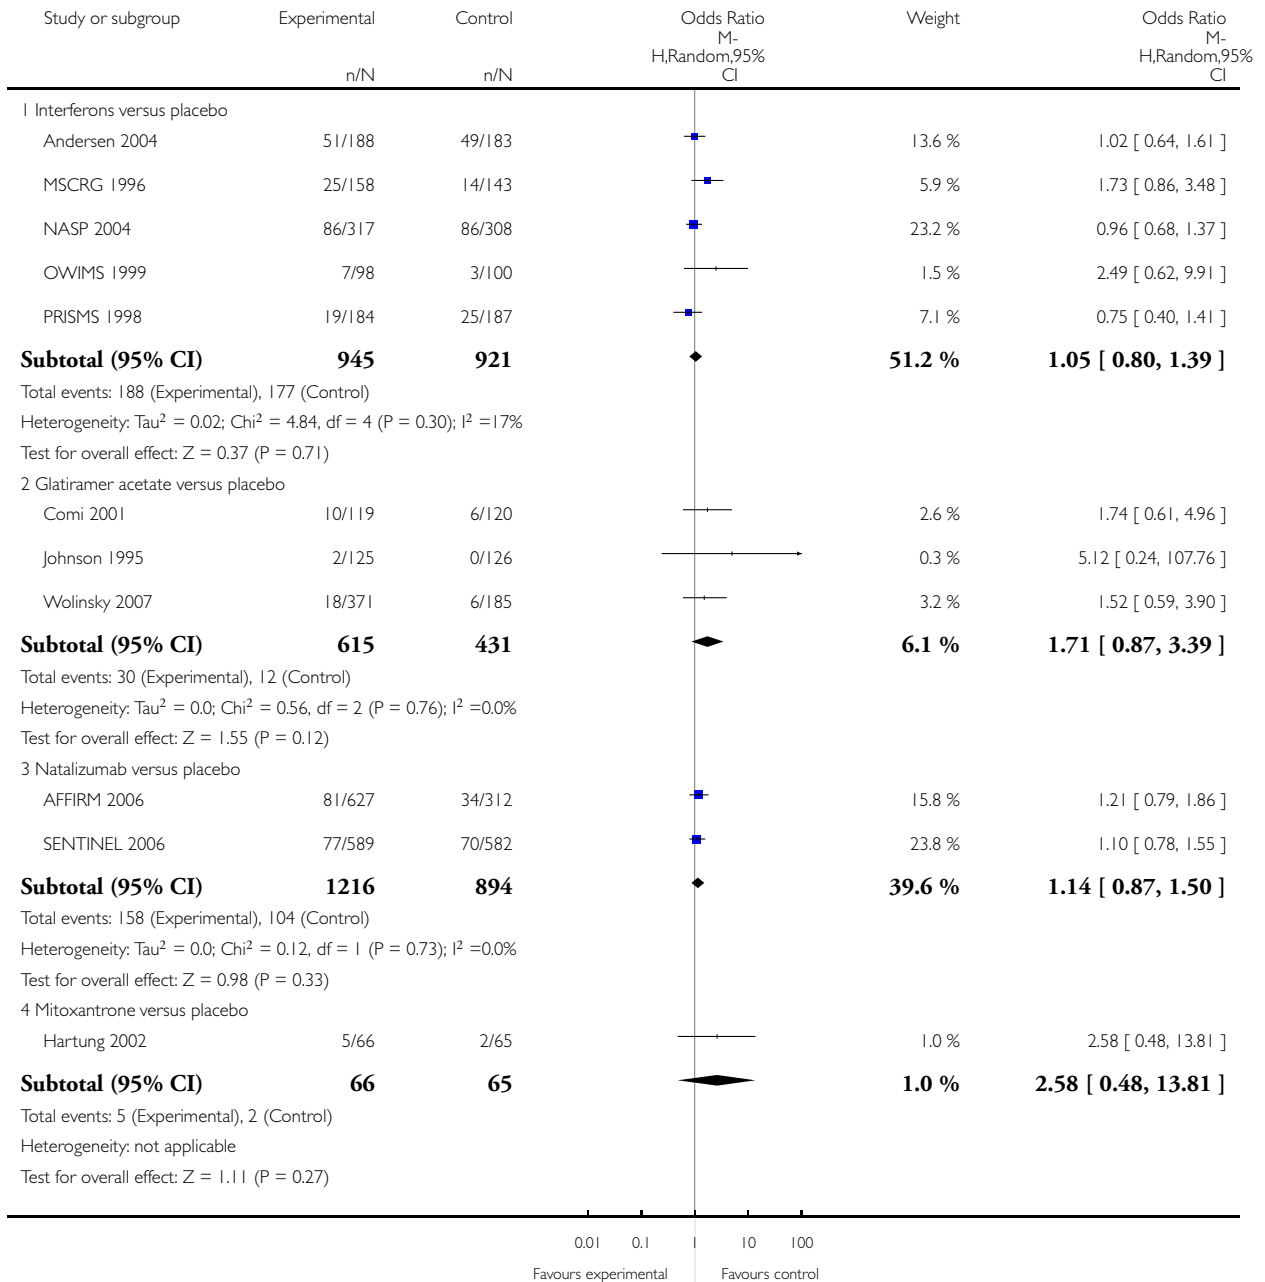 Study or subgroup Experimental Control Odds Ratio Weight Odds Ratio
M- M-
H,Random,95% H,Random,95%
n/N n/N CI CI
1 Interferons versus placebo
Andersen 2004 51/188 49/183 13.6 % 1.02 [ 0.64, 1.61 ]
MSCRG 1996 25/158 14/143 5.9 % 1.73 [ 0.86, 3.48 ]
NASP 2004 86/317 86/308 23.2 % 0.96 [ 0.68, 1.37 ]
OWIMS 1999 7/98 3/100 1.5 % 2.49 [ 0.62, 9.91 ]
PRISMS 1998 19/184 25/187 7.1 % 0.75 [ 0.40, 1.41 ]
Subtotal (95% CI) 945 921 51.2 % 1.05 [ 0.80, 1.39 ]
Total events: 188 (Experimental), 177 (Control)
Heterogeneity: Tau² = 0.02; Chi² = 4.84, df = 4 (P = 0.30); I² =17%
Test for overall effect: Z = 0.37 (P = 0.71)
2 Glatiramer acetate versus placebo
Comi 2001 10/119 6/120 2.6 % 1.74 [ 0.61, 4.96 ]
Johnson 1995 2/125 0/126 0.3 % 5.12 [ 0.24, 107.76 ]
Wolinsky 2007 18/371 6/185 3.2 % 1.52 [ 0.59, 3.90 ]
Subtotal (95% CI) 615 431 6.1 % 1.71 [ 0.87, 3.39 ]
Total events: 30 (Experimental), 12 (Control)
Heterogeneity: Tau² = 0.0; Chi² = 0.56, df = 2 (P = 0.76); I² =0.0%
Test for overall effect: Z = 1.55 (P = 0.12)
3 Natalizumab versus placebo
AFFIRM 2006 81/627 34/312 15.8 % 1.21 [ 0.79, 1.86 ]
SENTINEL 2006 77/589 70/582 23.8 % 1.10 [ 0.78, 1.55 ]
Subtotal (95% CI) 1216 894 39.6 % 1.14 [ 0.87, 1.50 ]
Total events: 158 (Experimental), 104 (Control)
Heterogeneity: Tau² = 0.0; Chi² = 0.12, df = 1 (P = 0.73); I² =0.0%
Test for overall effect: Z = 0.98 (P = 0.33)
4 Mitoxantrone versus placebo
Hartung 2002 5/66 2/65 1.0 % 2.58 [ 0.48, 13.81 ]
Subtotal (95% CI) 66 65 1.0 % 2.58 [ 0.48, 13.81 ]
Total events: 5 (Experimental), 2 (Control)
Heterogeneity: not applicable
Test for overall effect: Z = 1.11 (P = 0.27)
0.01 0.1 1 10 100
Favours experimental Favours control